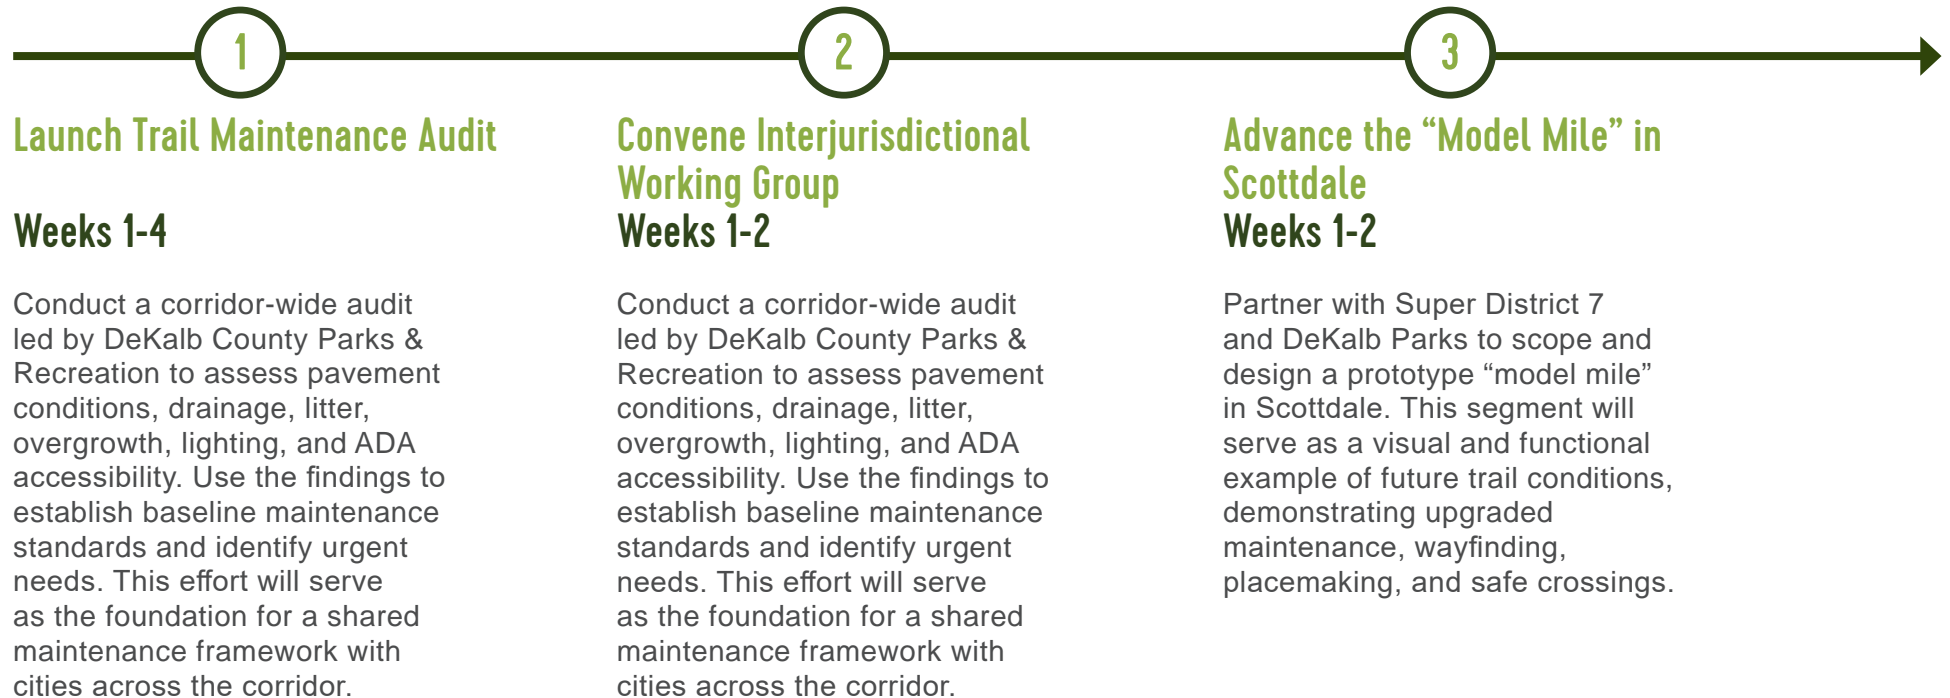 1
Launch Trail Maintenance Audit
Weeks 1-4
Conduct a corridor-wide audit
led by DeKalb County Parks &
Recreation to assess pavement
conditions, drainage, litter,
overgrowth, lighting, and ADA
accessibility. Use the findings to
establish baseline maintenance
standards and identify urgent
needs. This effort will serve
as the foundation for a shared
maintenance framework with
cities across the corridor.
2
Convene Interjurisdictional
Working Group
Weeks 1-2
Conduct a corridor-wide audit
led by DeKalb County Parks &
Recreation to assess pavement
conditions, drainage, litter,
overgrowth, lighting, and ADA
accessibility. Use the findings to
establish baseline maintenance
standards and identify urgent
needs. This effort will serve
as the foundation for a shared
maintenance framework with
cities across the corridor.
3
Advance the “Model Mile” in
Scottdale
Weeks 1-2
Partner with Super District 7
and DeKalb Parks to scope and
design a prototype “model mile”
in Scottdale. This segment will
serve as a visual and functional
example of future trail conditions,
demonstrating upgraded
maintenance, wayfinding,
placemaking, and safe crossings.